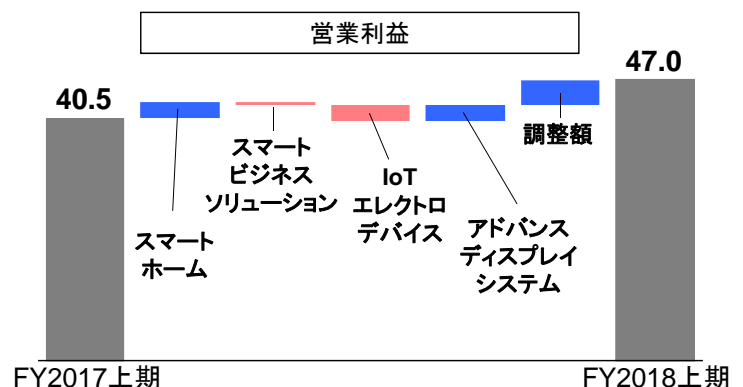 営業利益
40.5
47.0
スマート
ホーム
スマート
ビジネス
ソリューション
IoT
エレクトロ
デバイス
アドバンス
ディスプレイ
システム
調整額
FY2017上期
FY2018上期